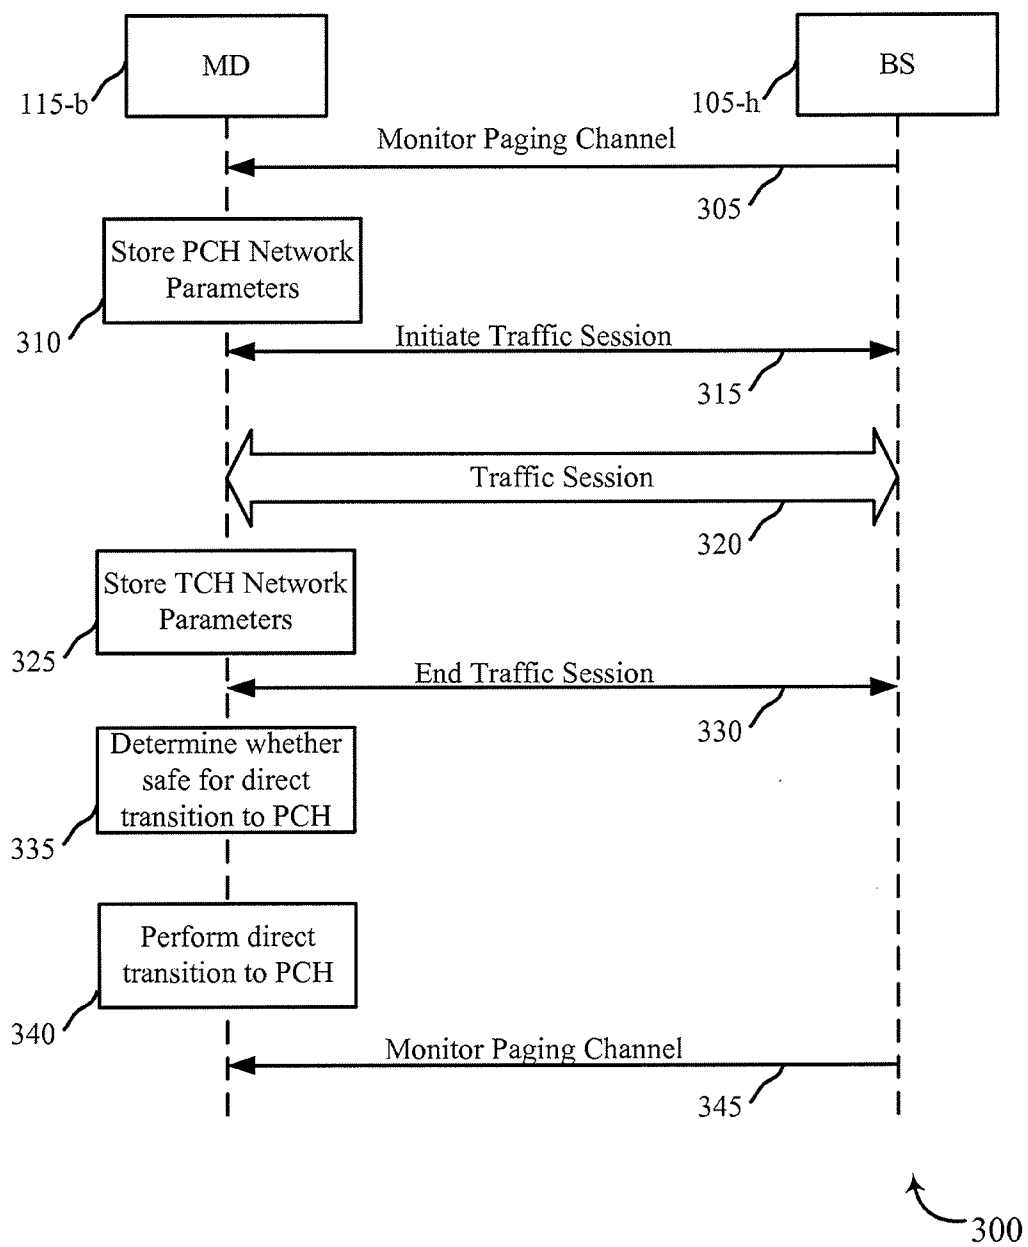 MD
BS
115-b
105-h
Monitor Paging Channel
305
Store PCH Network
Parameters
310
Initiate Traffic Session
315
Traffic Session
320
Store TCH Network
Parameters
325
End Traffic Session
330
Determine whether
safe for direct
transition to PCH
335
Perform direct
transition to PCH
340
Monitor Paging Channel
345
300